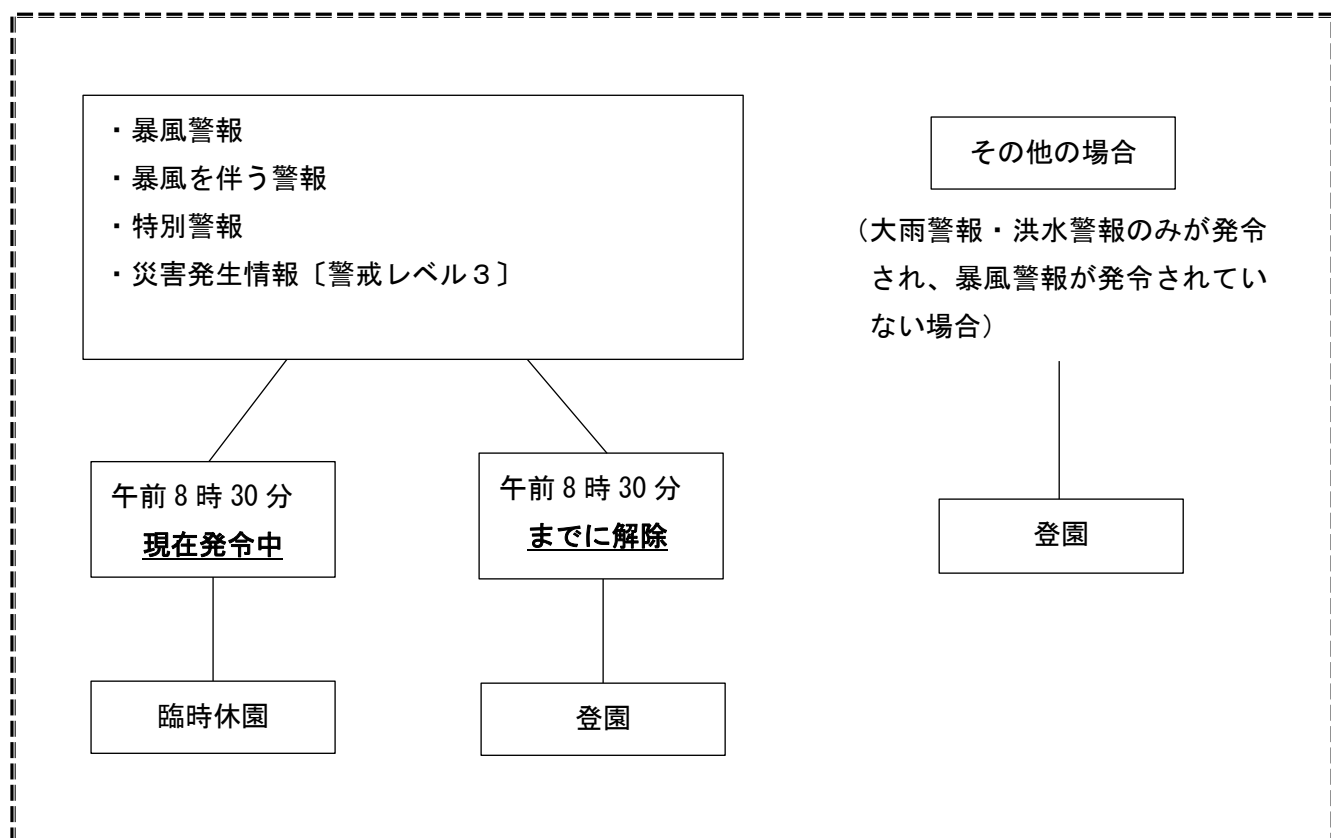 ・暴風警報
・暴風を伴う警報
・特別警報
・災害発生情報〔警戒レベル３〕
その他の場合
（大雨警報・洪水警報のみが発令
され、暴風警報が発令されてい
ない場合）
午前８時30分
現在発令中
午前８時30分
までに解除
登園
臨時休園
登園